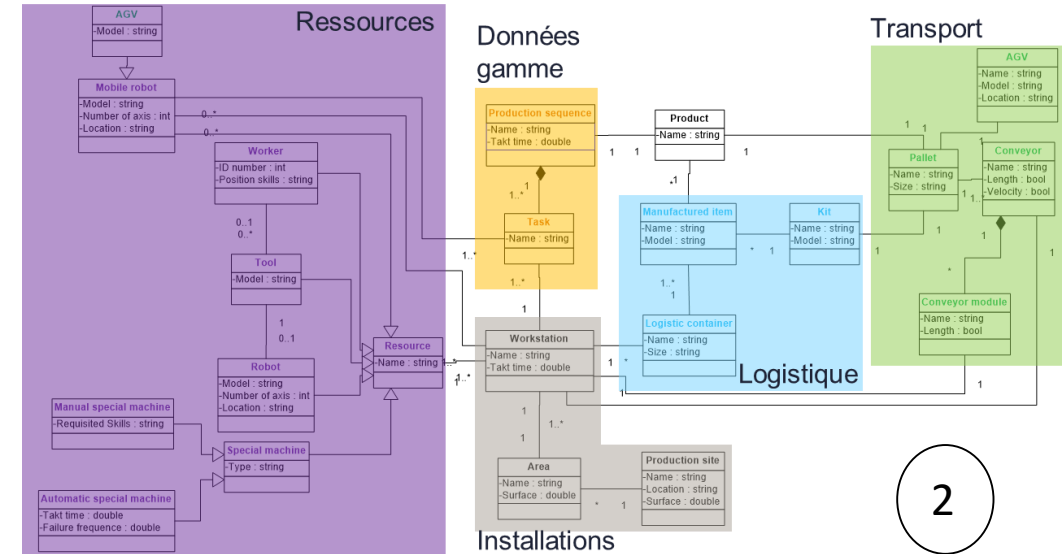 Ressources
AGV
-Model : string
Mobile robot
-Model : string
-Number of axis : int
-Location : string
0..*
0..*
Worker
-ID number : int
-Position skills : string
0..1
0..*
Tool
-Model : string
1
0..1
Robot
-Model : string
-Number of axis : int
-Location : string
Resource
-Name : string
Manual special machine
-Requisited Skills : string
Special machine
-Type : string
Automatic special machine
-Takt time : double
-Failure frequence : double
Données
gamme
Production sequence
-Name : string
-Takt time : double
1
1
1..*
Task
-Name : string
1..*
1..*
1
Product
-Name : string
1
1
*1
Logistique
Manufactured item
-Name : string
-Model : string
*
1
Kit
-Name : string
-Model : string
1
1..*
1
Logistic container
-Name : string
-Size : string
Workstation
-Name : string
-Takt time : double
1..*
1..*
1
1
*
1
1
1..*
1
Area
-Name : string
-Surface : double
*
1
Production site
-Name : string
-Location : string
-Surface : double
Installations
Transport
AGV
-Name : string
-Model : string
-Location : string
1
1
1
Pallet
-Name : string
-Size : string
1
1..
1
Conveyor
-Name : string
-Length : bool
-Velocity : bool
1
*
1
Conveyor module
-Name : string
-Length : bool
1
2